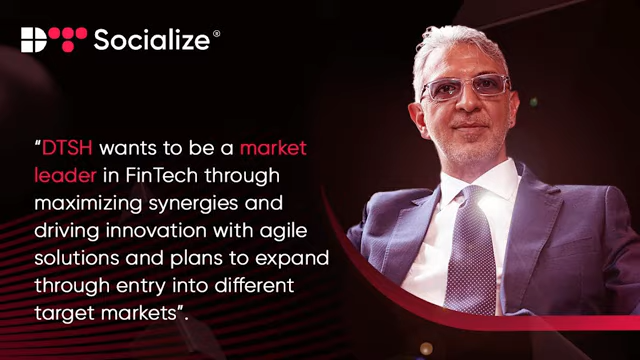 DT Socialize®
"DTSH wants to be a market
leader in FinTech through
maximizing synergies and
driving innovation with agile
solutions and plans to expand
through entry into different
target markets".